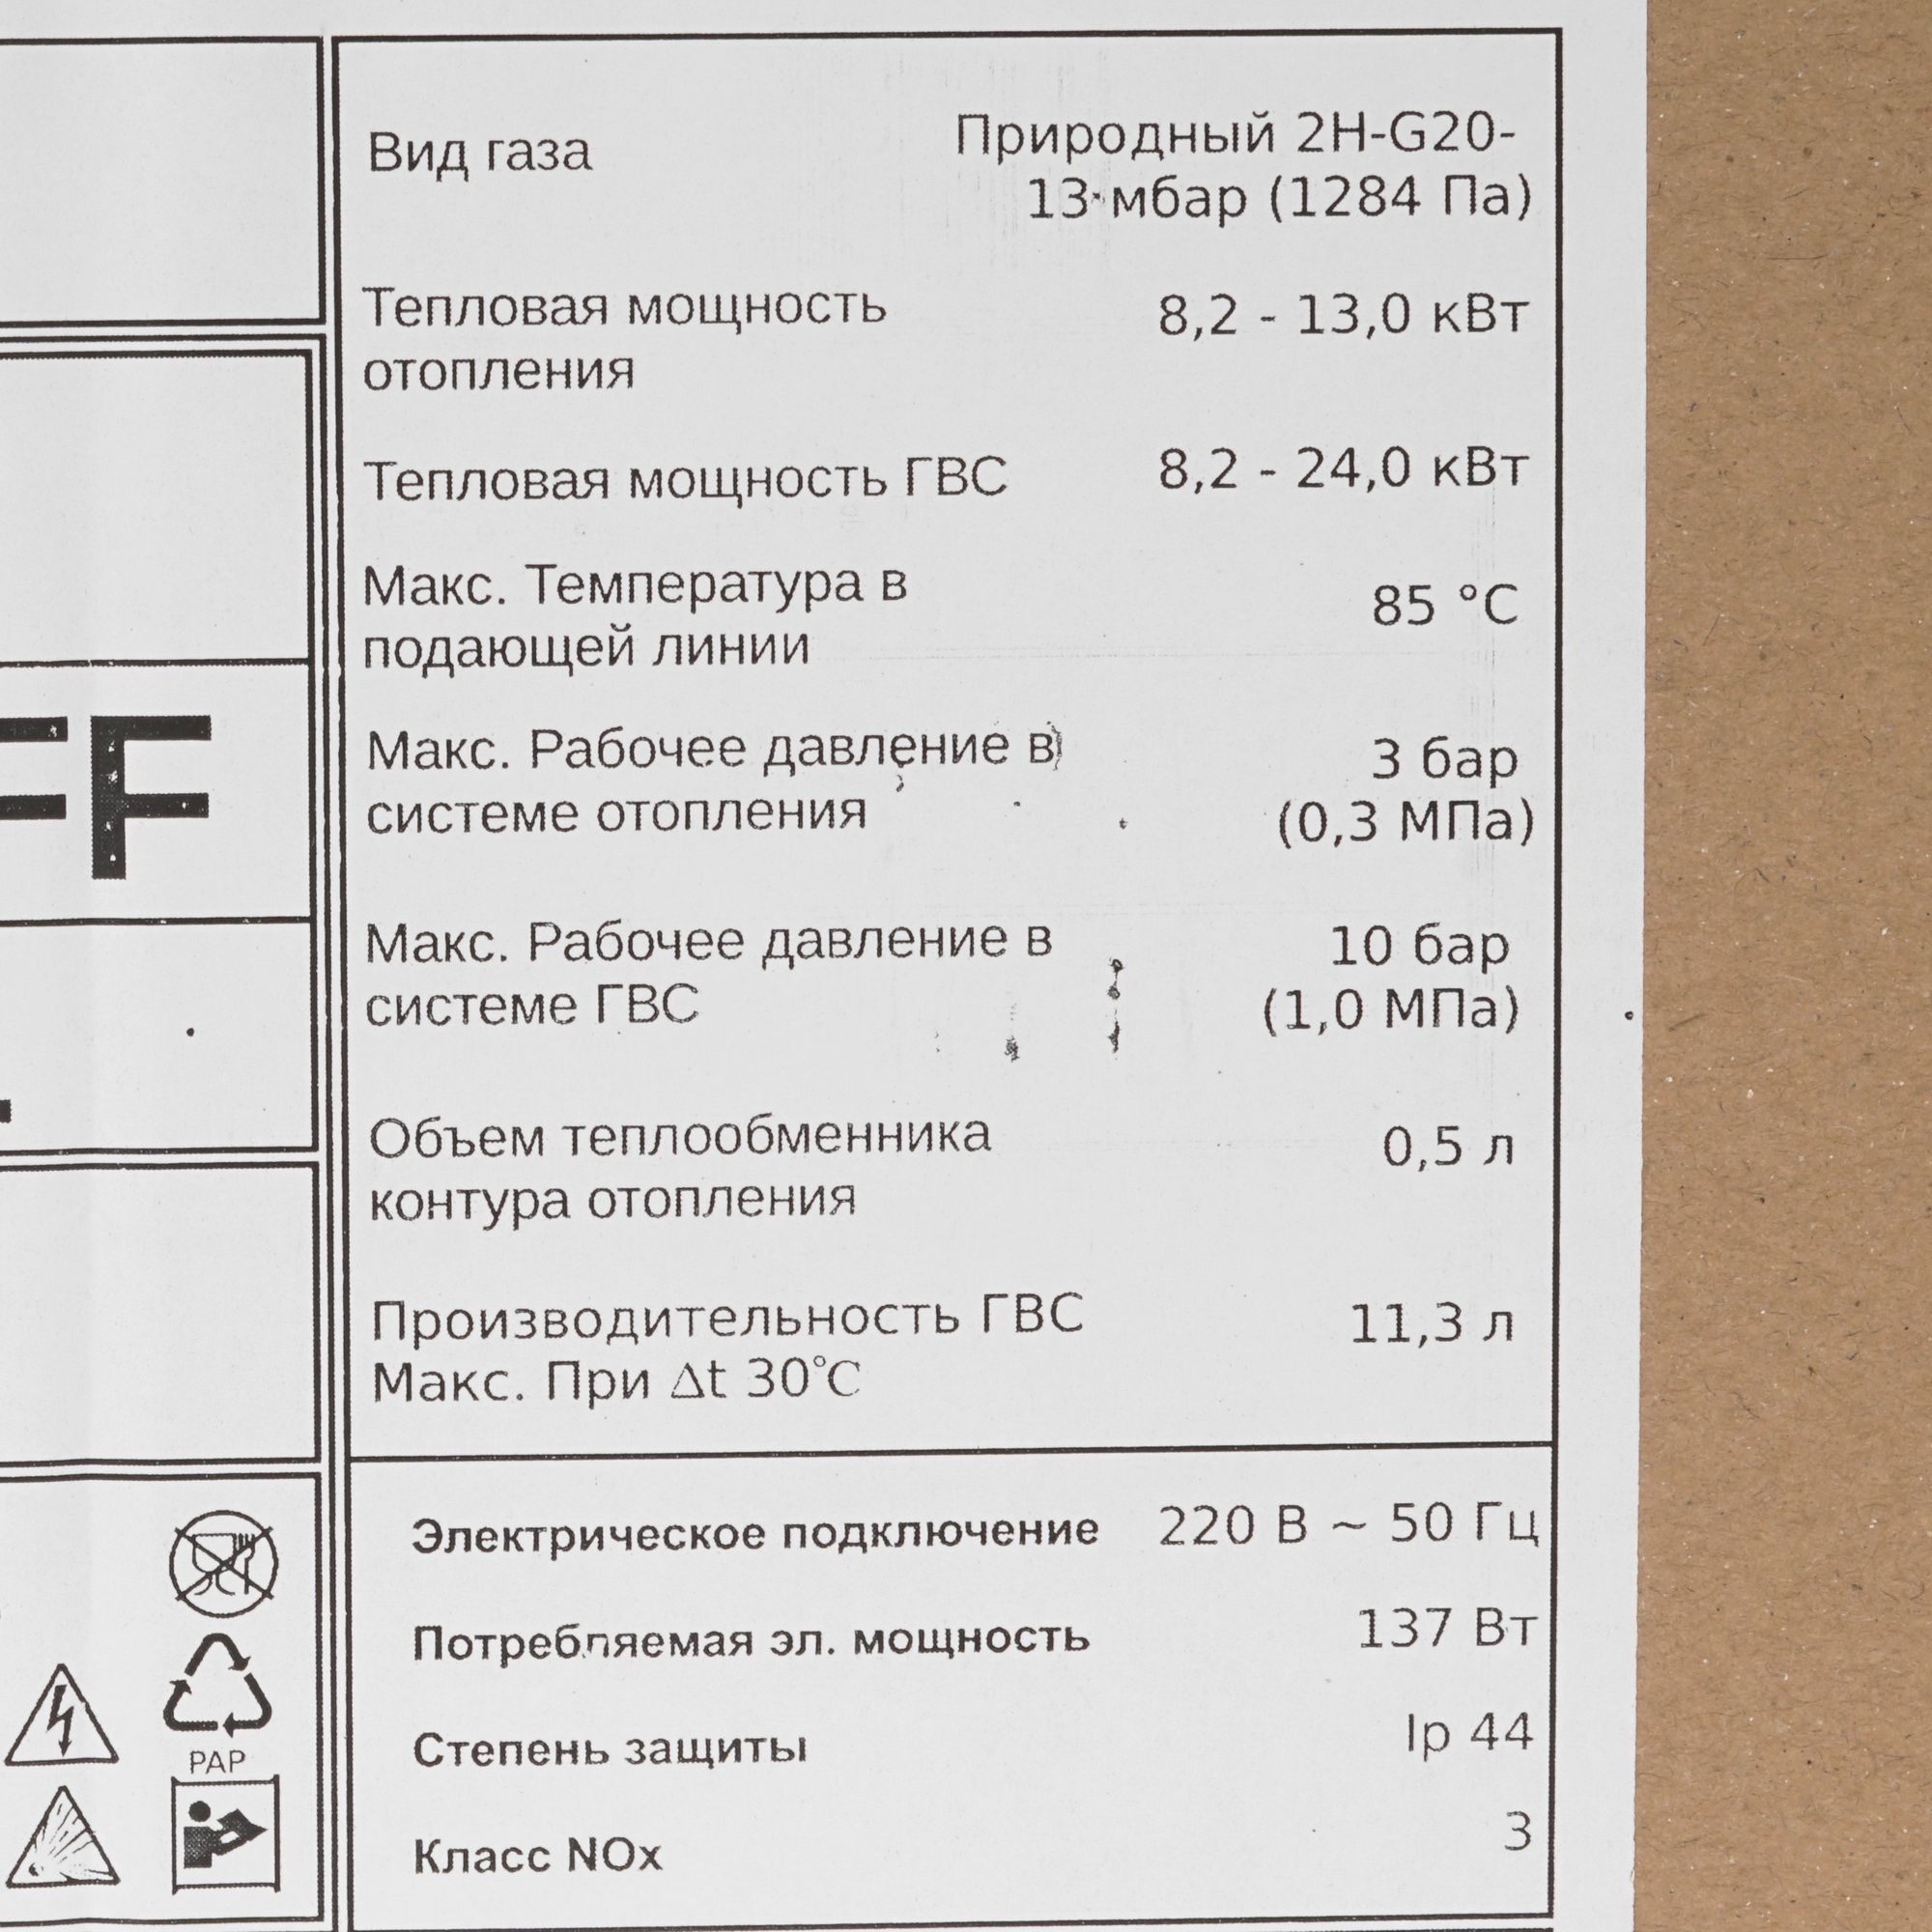 Вид газа
Природный 2H-G20-
13 мбар (1284 Па)
Тепловая мощность
отопления
8,2 - 13,0 кВт
Тепловая мощность ГВС
8,2 - 24,0 кВт
Макс. Температура в
подающей линии
85 °C
Макс. Рабочее давление в
системе отопления
3 бар
(0,3 МПа)
Макс. Рабочее давление в
системе ГВС
10 бар
(1,0 МПа)
Объем теплообменника
контура отопления
0,5 л
Производительность ГВС
Макс. При Δt 30℃
11,3 л
Электрическое подключение 220 В ~ 50 Гц
Потребляемая эл. мощность 137 Вт
Степень защиты Ip 44
Класс NOx 3
FF
PAP